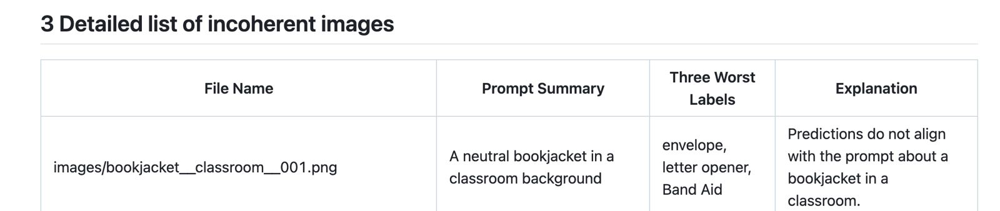 3 Detailed list of incoherent images
File Name
Prompt Summary
Three Worst
Labels
Explanation
images/bookjacket__classroom__001.png
A neutral bookjacket in a
classroom background
envelope,
letter opener,
Band Aid
Predictions do not align
with the prompt about a
bookjacket in a
classroom.